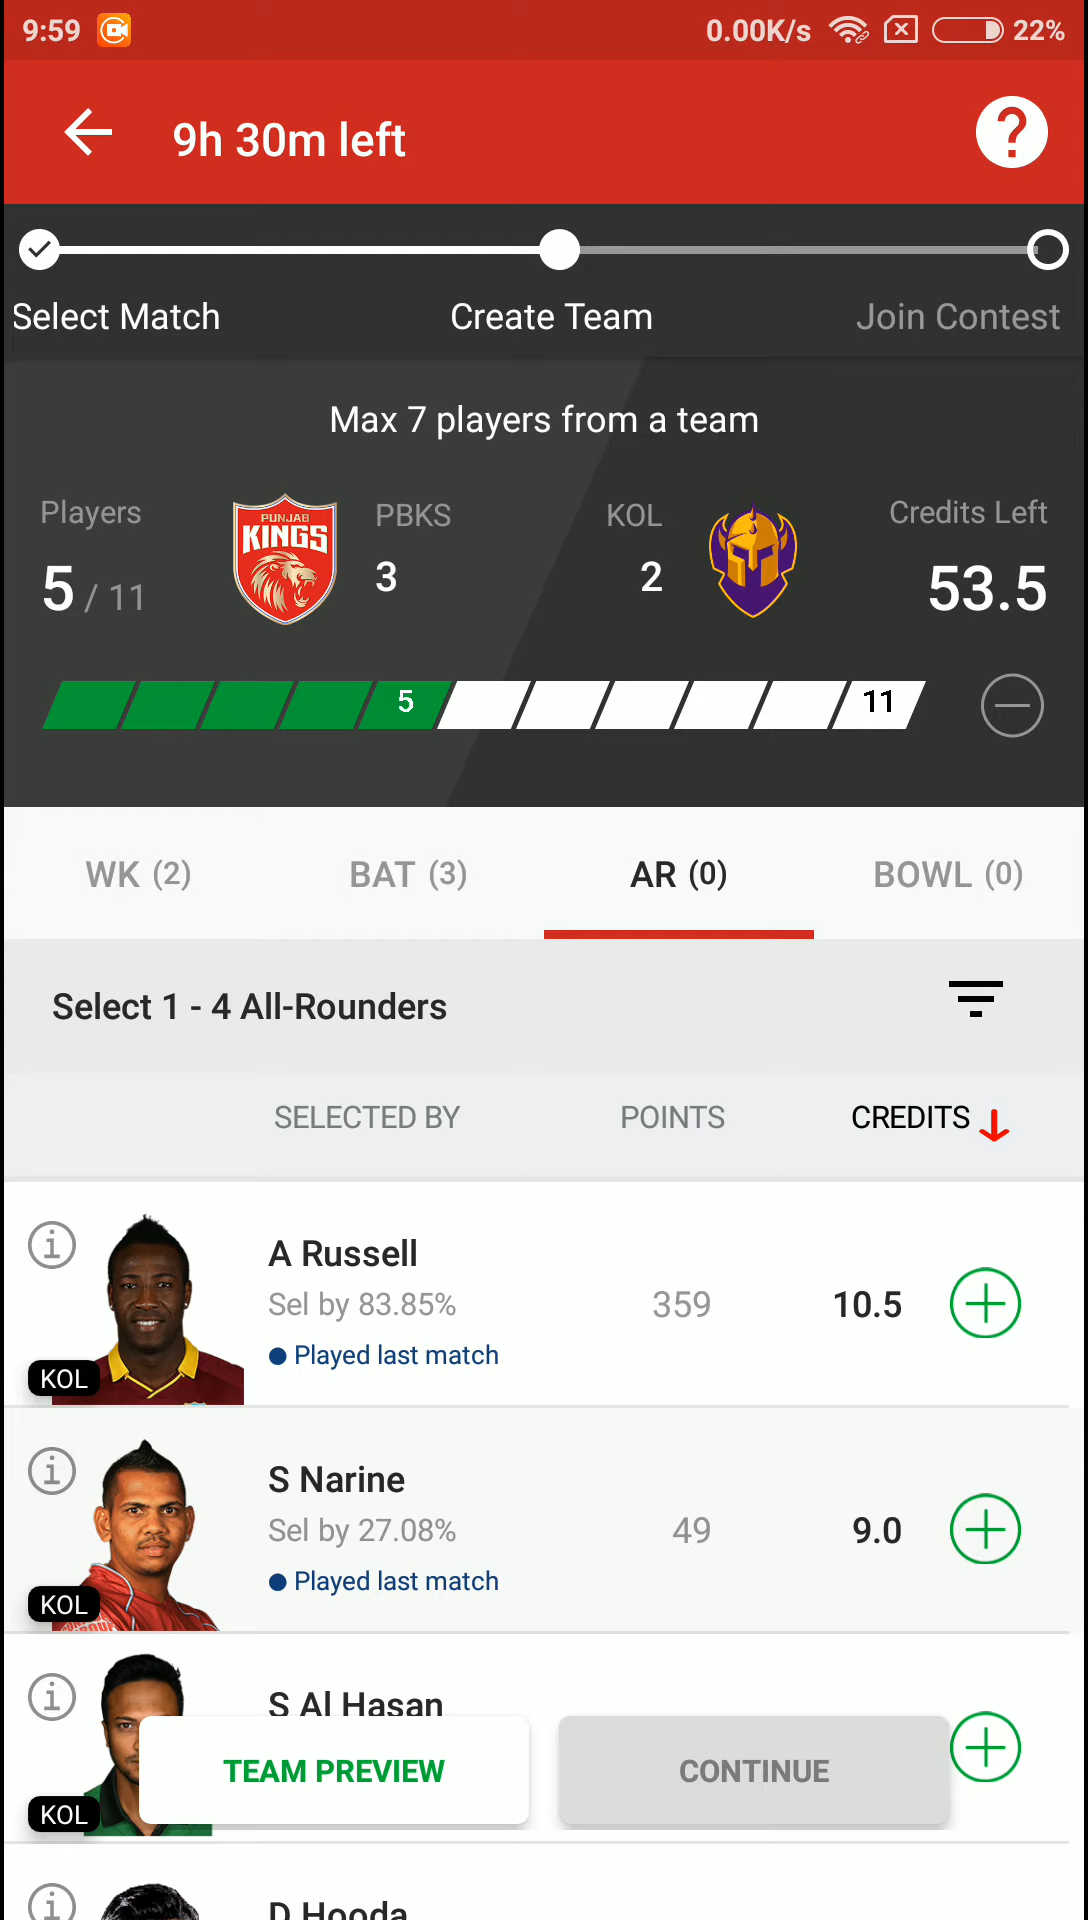 9:59 0.00K/s 22%
9h 30m left ?
Select Match Create Team Join Contest
Max 7 players from a team
Players PBKS KOL Credits Left
PUNJAB
KINGS
5 / 11 3 2 53.5
5 11
WK (2) BAT (3) AR (0) BOWL (0)
Select 1 - 4 All-Rounders
SELECTED BY POINTS CREDITS
A Russell
Sel by 83.85% 359 10.5
Played last match
KOL
S Narine
Sel by 27.08% 49 9.0
Played last match
KOL
S Al Hasan
TEAM PREVIEW CONTINUE
KOL
D Hooda